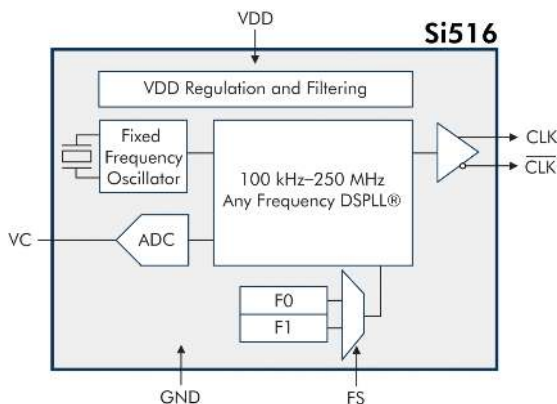 VDD
Si516
VDD Regulation and Filtering
Fixed
Frequency
Oscillator
100 kHz–250 MHz
Any Frequency DSPLL®
CLK
CLK
VC
ADC
F0
F1
GND
FS